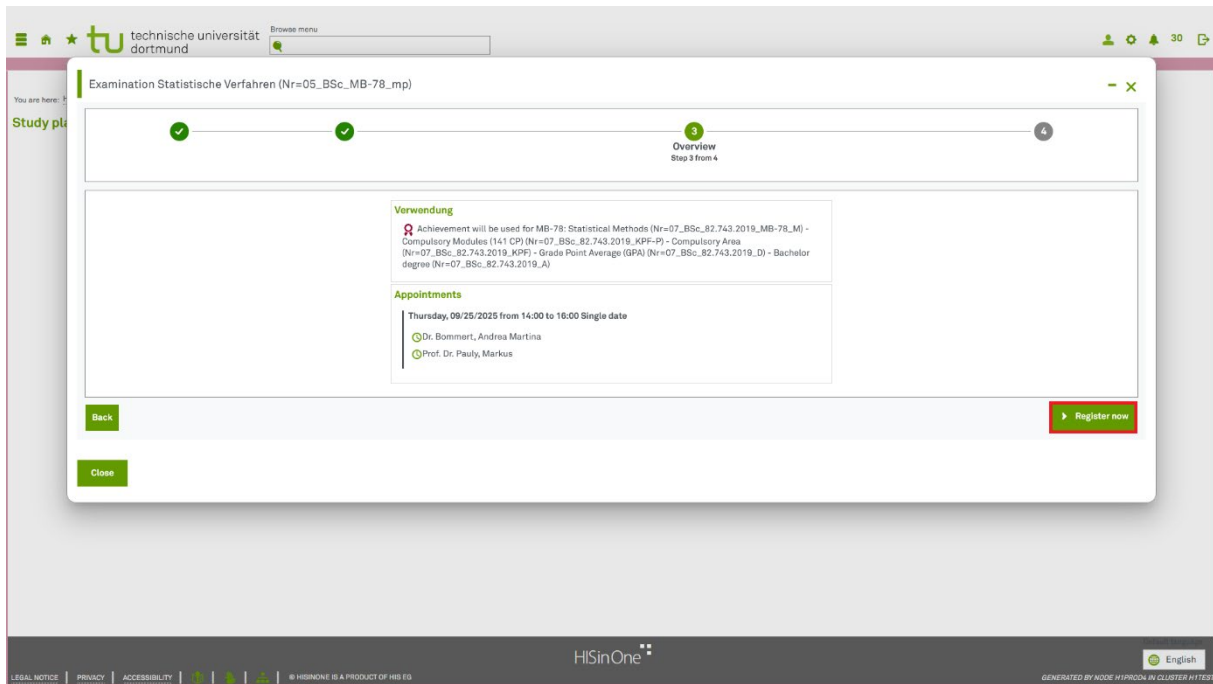 technische universität
dortmund
Browse menu
30
You are here:
Study pla
Examination Statistische Verfahren (Nr=05_BSc_MB-78_mp)
3
Overview
Step 3 from 4
4
Verwendung
Achievement will be used for MB-78: Statistical Methods (Nr=07_BSc_82.743.2019_MB-78_M) -
Compulsory Modules (141 CP) (Nr=07_BSc_82.743.2019_KPF-P) - Compulsory Area
(Nr=07_BSc_82.743.2019_KPF) - Grade Point Average (GPA) (Nr=07_BSc_82.743.2019_D) - Bachelor
degree (Nr=07_BSc_82.743.2019_A)
Appointments
Thursday, 09/25/2025 from 14:00 to 16:00 Single date
Dr. Bommert, Andrea Martina
Prof. Dr. Pauly, Markus
Back
Register now
Close
HISinOne
English
LEGAL NOTICE | PRIVACY | ACCESSIBILITY
© HISINONE IS A PRODUCT OF HIS EG
GENERATED BY NODE H1PROD4 IN CLUSTER H1TEST